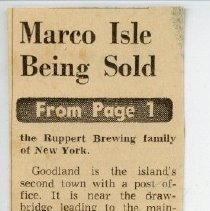 Marco Isle
Being Sold
From Page 1
the Ruppert Brewing family
of New York.
Goodland is the island's
second town with a post of-
fice. It is near the draw-
bridge leading to the main-